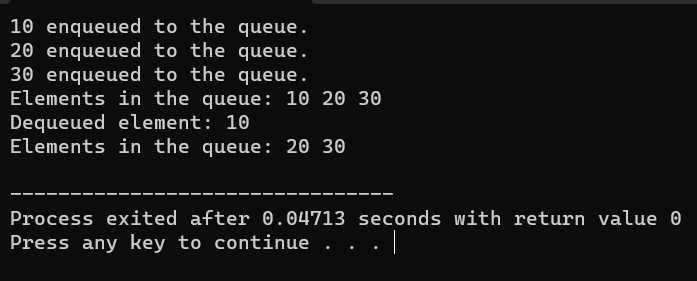 10 enqueued to the queue.
20 enqueued to the queue.
30 enqueued to the queue.
Elements in the queue: 10 20 30
Dequeued element: 10
Elements in the queue: 20 30
--------------------------------
Process exited after 0.04713 seconds with return value 0
Press any key to continue . . .